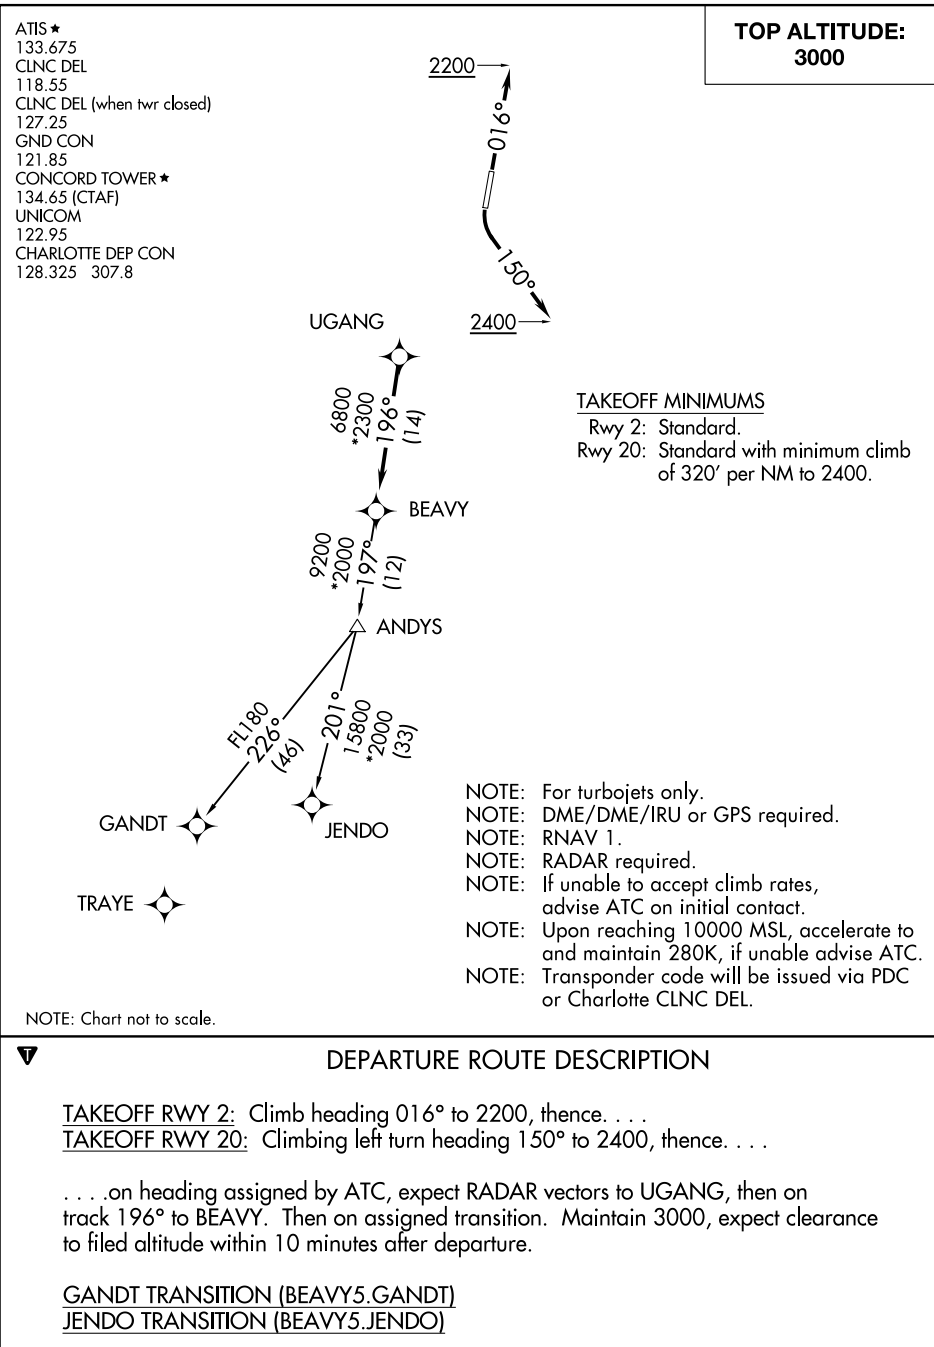 ATIS ★
133.675
CLNC DEL
118.55
CLNC DEL (when twr closed)
127.25
GND CON
121.85
CONCORD TOWER ★
134.65 (CTAF)
UNICOM
122.95
CHARLOTTE DEP CON
128.325 307.8
TOP ALTITUDE:
3000
2200
016°
150°
2400
UGANG
6800
*2300
196°
(14)
BEAVY
9200
*2000
197°
(12)
ANDYS
FL180
226°
(46)
201°
15800
*2000
(33)
GANDT
JENDO
TRAYE
TAKEOFF MINIMUMS
Rwy 2: Standard.
Rwy 20: Standard with minimum climb
of 320′ per NM to 2400.
NOTE: For turbojets only.
NOTE: DME/DME/IRU or GPS required.
NOTE: RNAV 1.
NOTE: RADAR required.
NOTE: If unable to accept climb rates,
advise ATC on initial contact.
NOTE: Upon reaching 10000 MSL, accelerate to
and maintain 280K, if unable advise ATC.
NOTE: Transponder code will be issued via PDC
or Charlotte CLNC DEL.
NOTE: Chart not to scale.
T
DEPARTURE ROUTE DESCRIPTION
TAKEOFF RWY 2: Climb heading 016° to 2200, thence. . . .
TAKEOFF RWY 20: Climbing left turn heading 150° to 2400, thence. . . .
. . . .on heading assigned by ATC, expect RADAR vectors to UGANG, then on
track 196° to BEAVY. Then on assigned transition. Maintain 3000, expect clearance
to filed altitude within 10 minutes after departure.
GANDT TRANSITION (BEAVY5.GANDT)
JENDO TRANSITION (BEAVY5.JENDO)